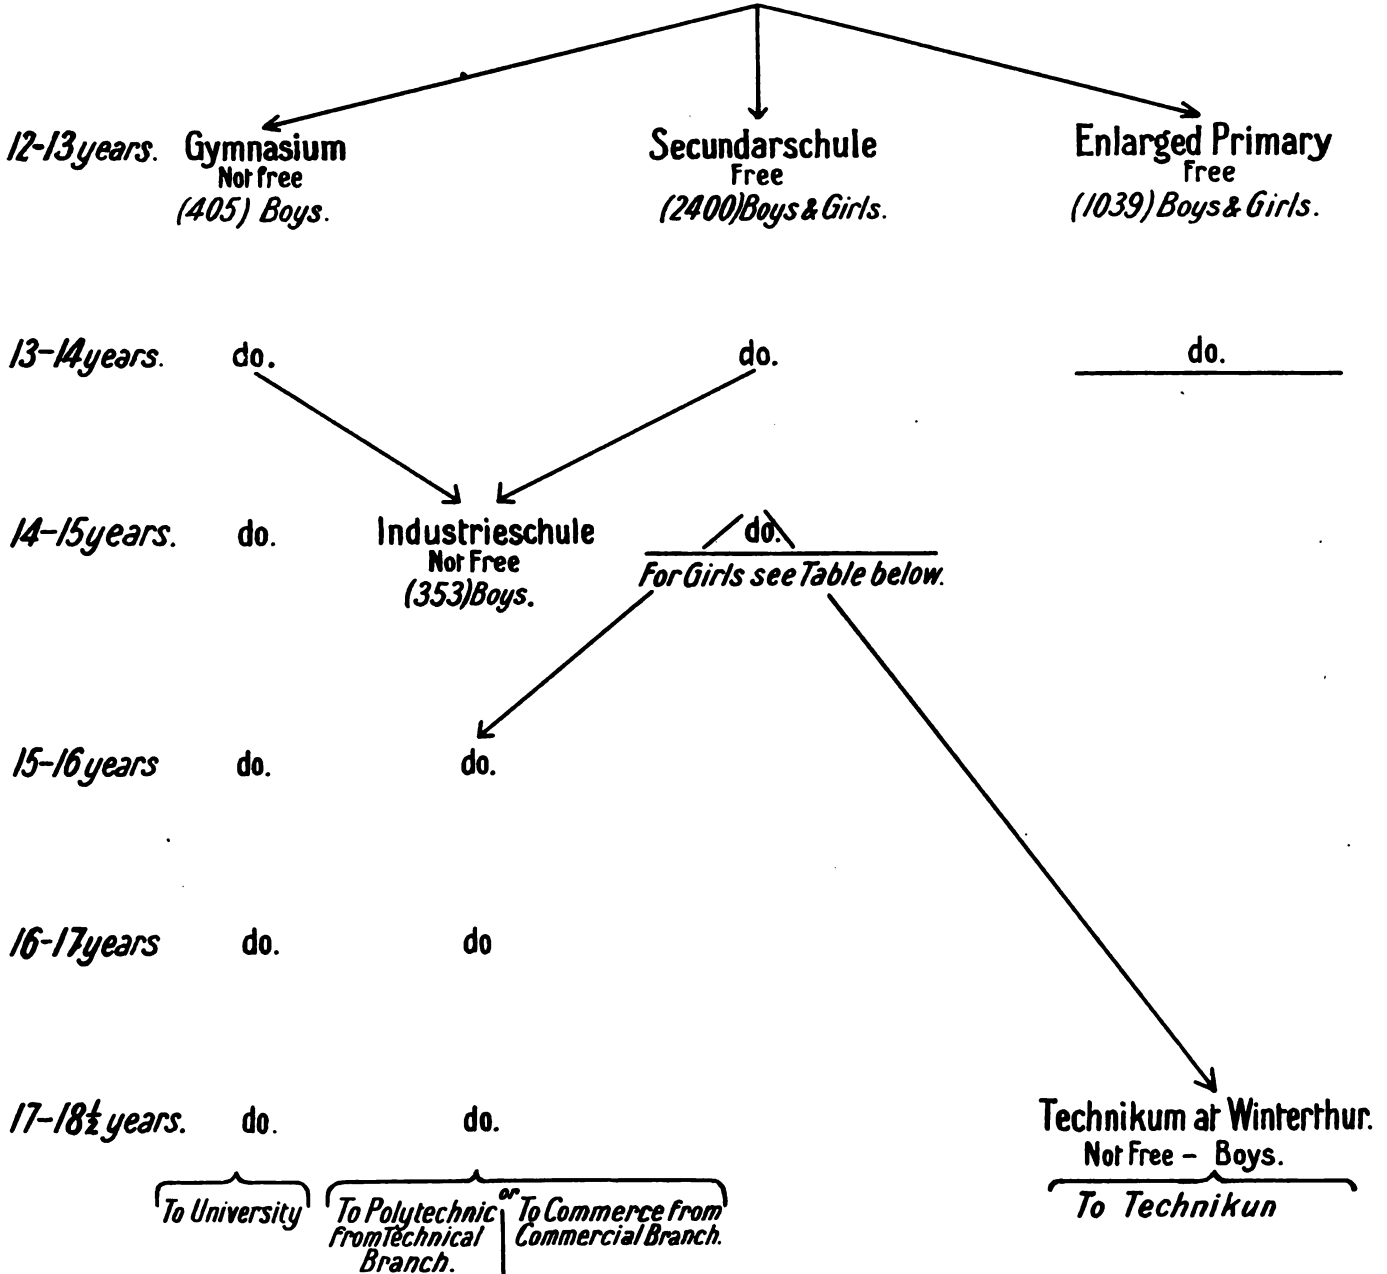 12-13 years.
Gymnasium
Not free
(405) Boys.
Secundarschule
Free
(2400) Boys & Girls.
Enlarged Primary
Free
(1039) Boys & Girls.
13-14 years.
do.
do.
do.
14-15 years.
do.
Industrieschule
Not Free
(353) Boys.
do.
For Girls see Table below.
15-16 years
do.
do.
16-17 years
do.
do
17-18½ years.
do.
do.
Technikum at Winterthur.
Not Free - Boys.
To University
To Polytechnic
from Technical
Branch.
or
To Commerce from
Commercial Branch.
To Technikun